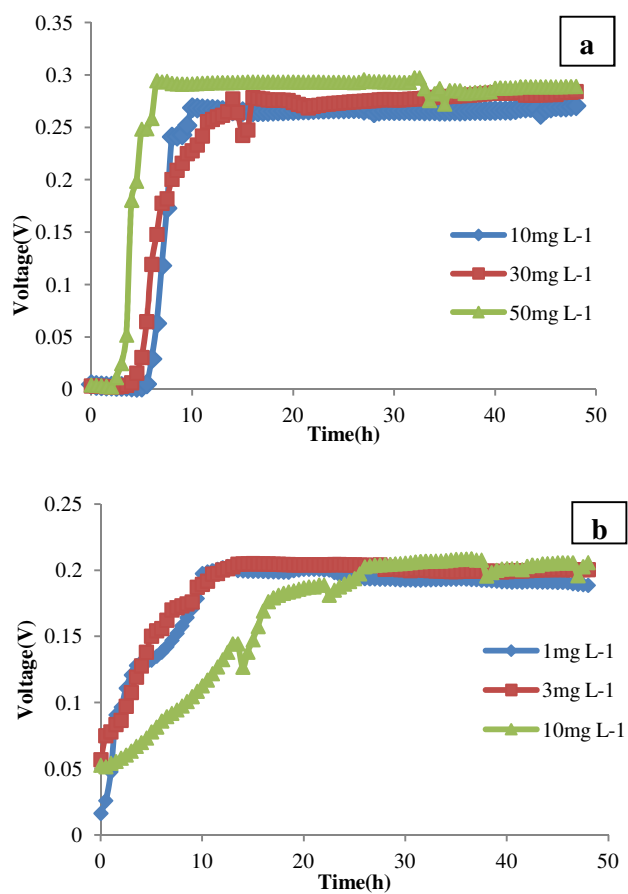 a
0.35
0.3
0.25
0.2
0.15
0.1
0.05
0
Voltage(V)
10mg L-1
30mg L-1
50mg L-1
0 10 20 30 40 50
Time(h)
b
0.25
0.2
0.15
0.1
0.05
0
Voltage(V)
1mg L-1
3mg L-1
10mg L-1
0 10 20 30 40 50
Time(h)